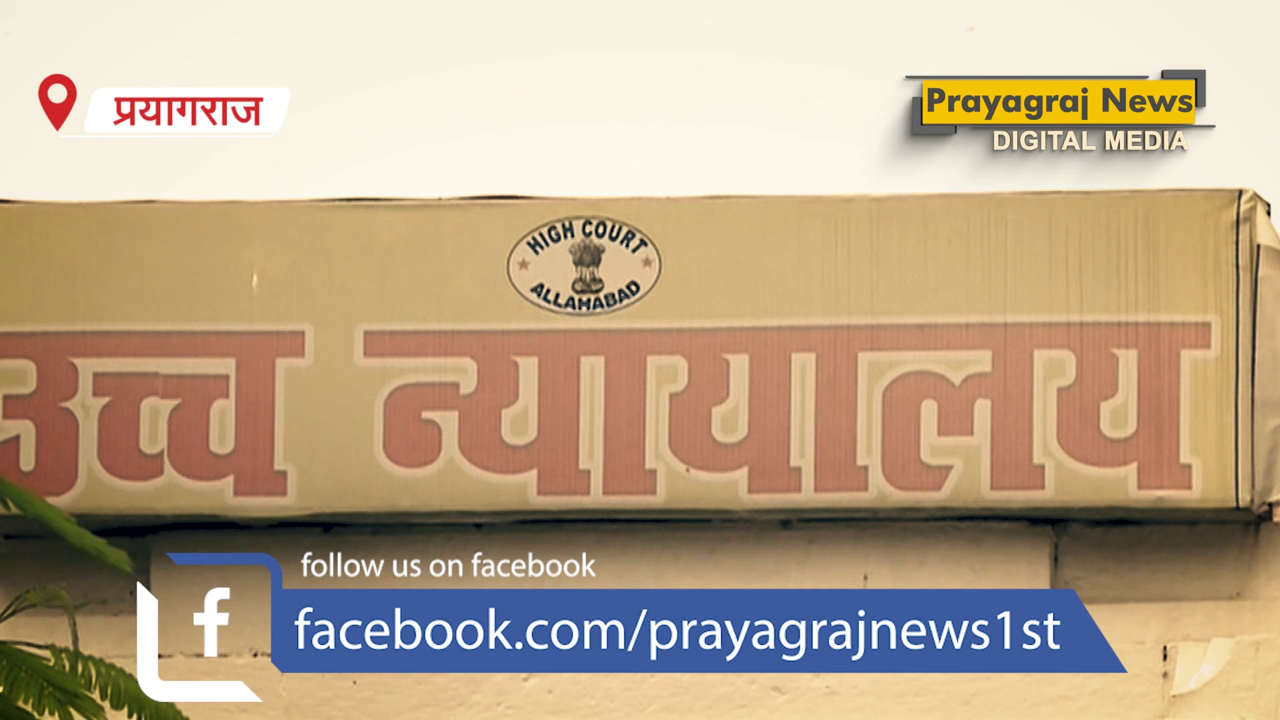 प्रयागराज
Prayagraj News
DIGITAL MEDIA
HIGH COURT
ALLAHABAD
उच्च न्यायालय
follow us on facebook
f
facebook.com/prayagrajnews1st